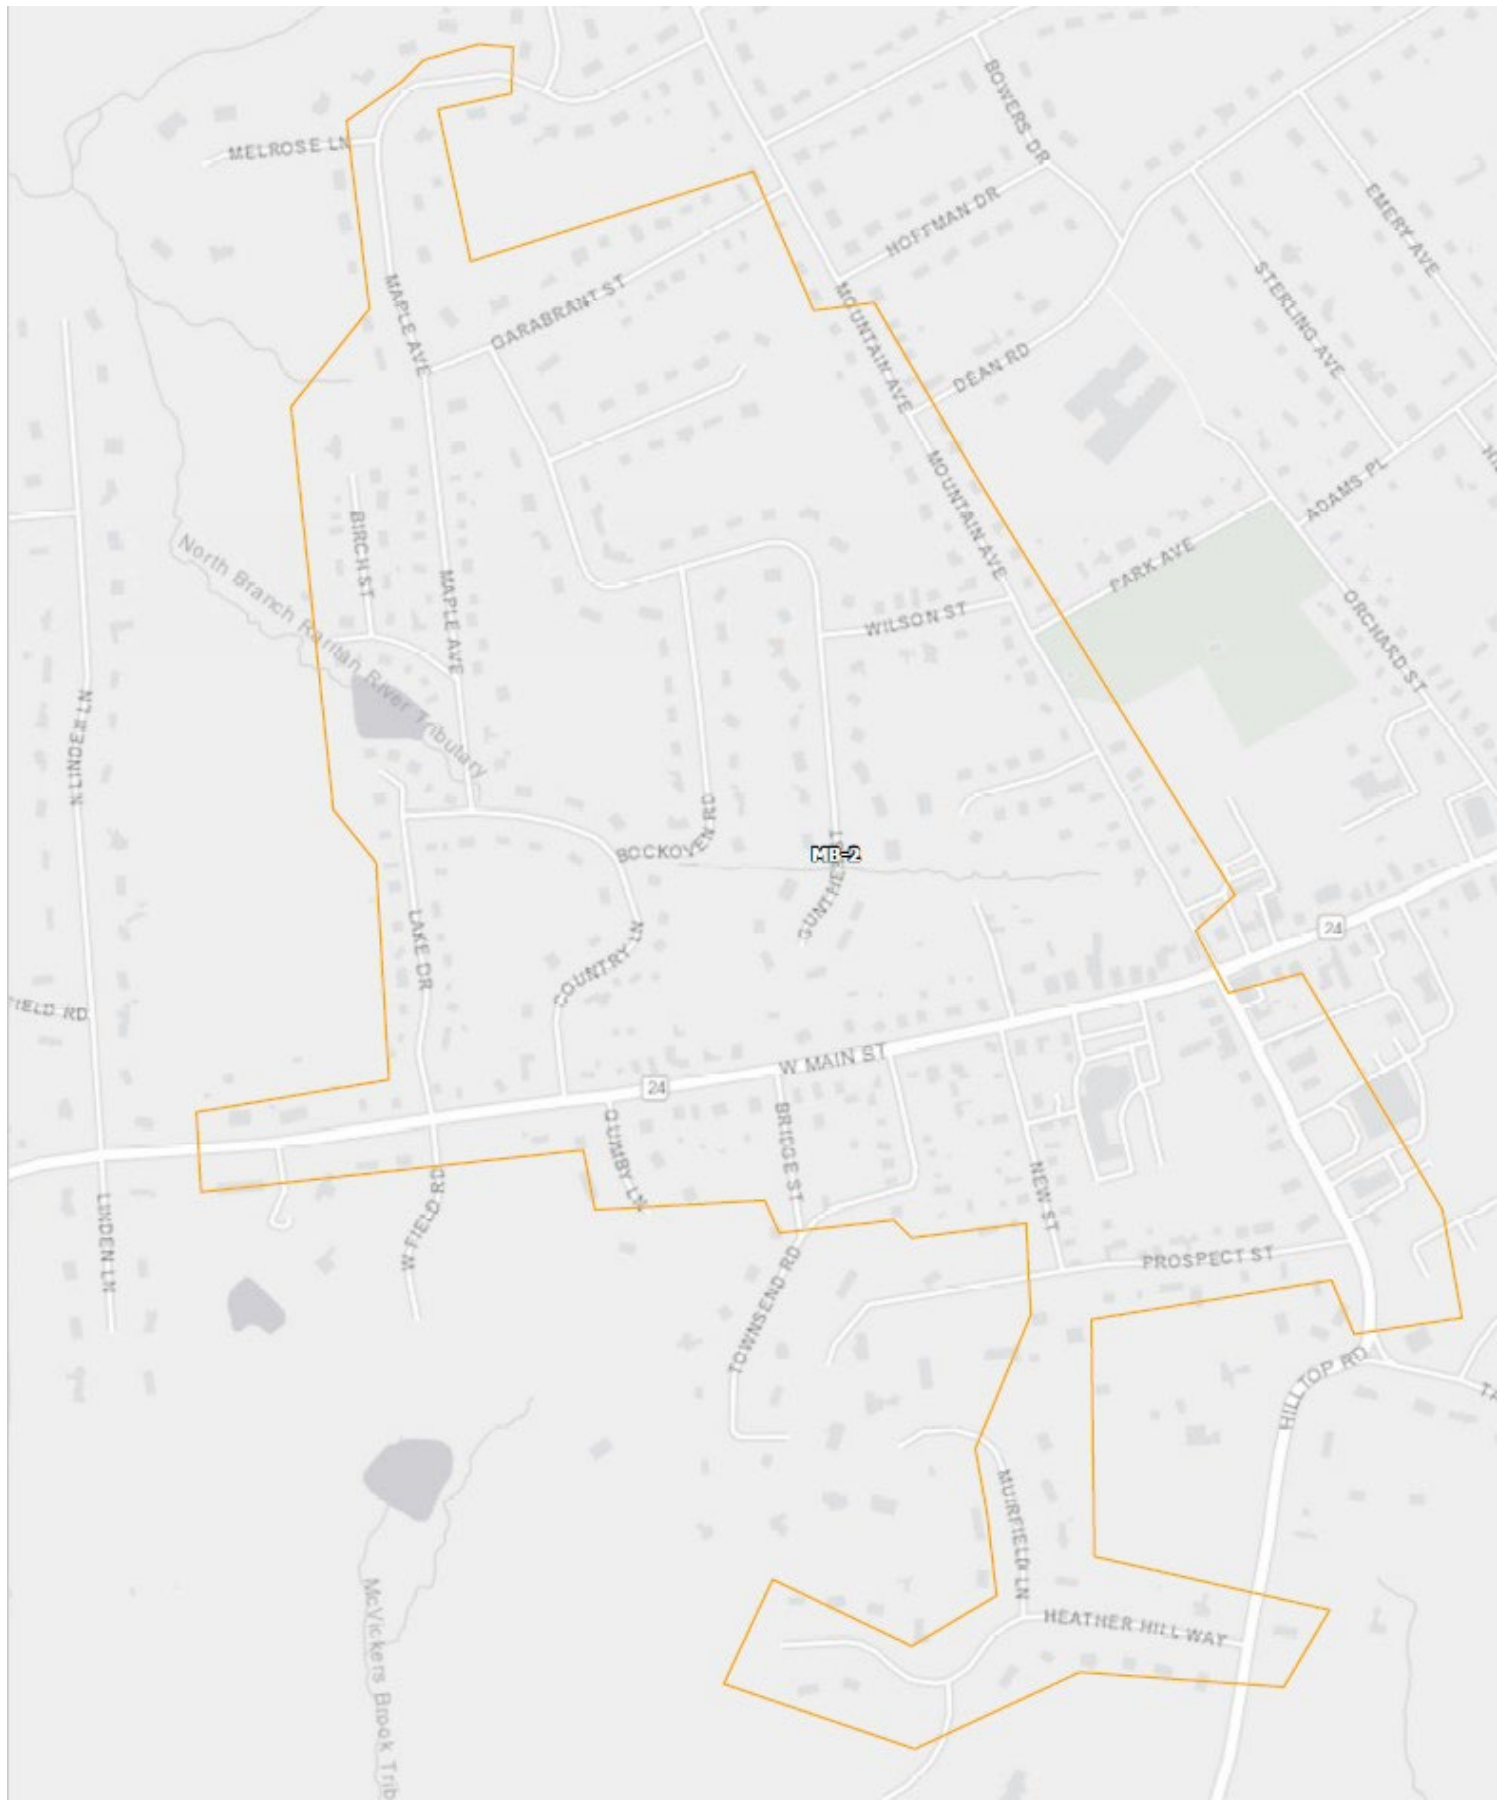 BOWERS DR
MELROSE LN
HOFFMAN DR
EMERY AVE
STERLING AVE
MAPLE AVE
GARABRANT ST
MOUNTAIN AVE
DEAN RD
MOUNTAIN AVE
ADAMS PL
BIRCH ST
North Branch Raritan River Tributary
MAPLE AVE
PARK AVE
WILSON ST
ORCHARD ST
LINDEN LN
BOCKOVEN RD
MB-2
LAKE DR
COUNTRY LN
24
FIELD RD
W MAIN ST
24
QUMBY LN
BRIDGE ST
NEW ST
LINDEN LN
W FIELD RD
TOWNSEND RD
PROSPECT ST
HILLTOP RD
MUIRFIELD LN
McVickers Brook Trib
HEATHER HILL WAY